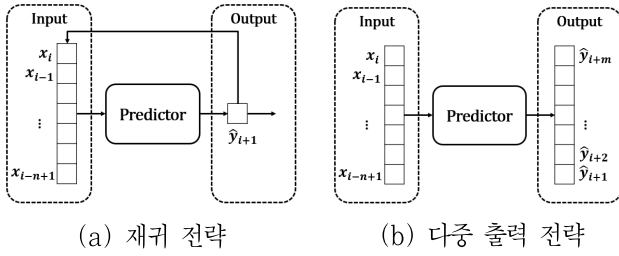 Input
Output
x_i
x_{i-1}
⋮
x_{i-n+1}
Predictor
ŷ_{i+1}
(a) 재귀 전략
Input
Output
x_i
x_{i-1}
⋮
x_{i-n+1}
Predictor
ŷ_{i+m}
⋮
ŷ_{i+2}
ŷ_{i+1}
(b) 다중 출력 전략